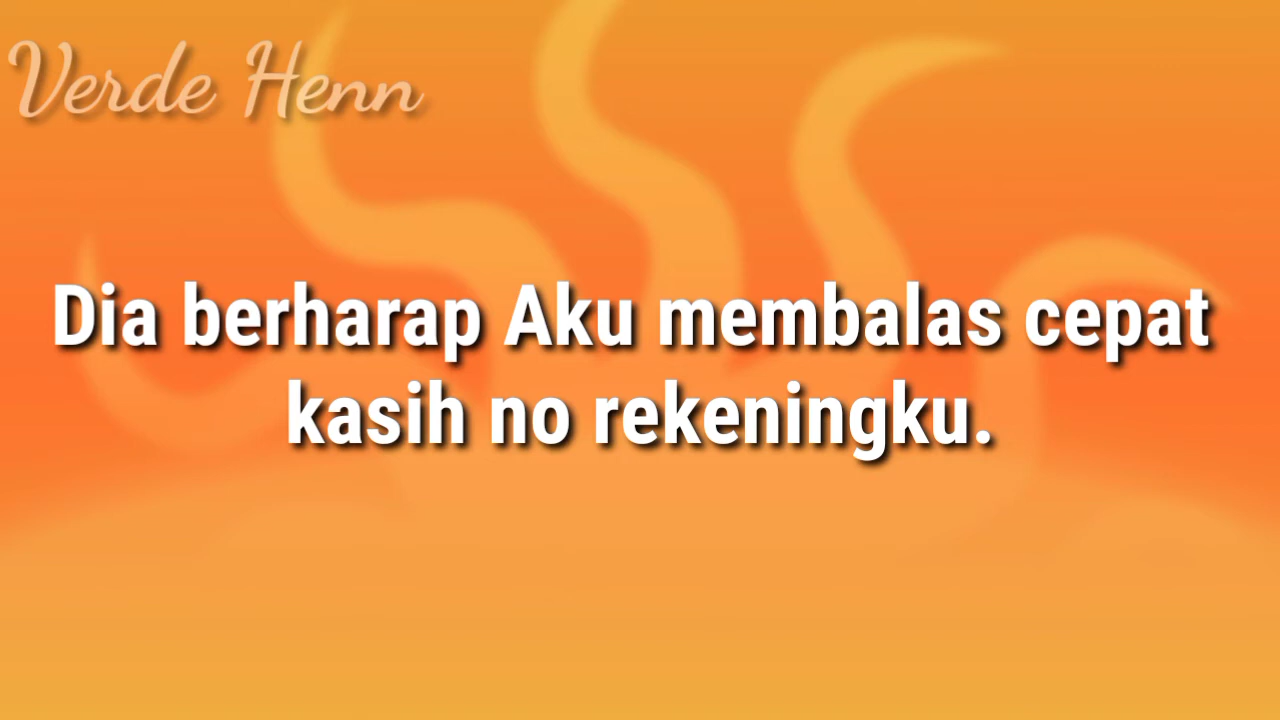 Verde Henn
Dia berharap Aku membalas cepat
kasih no rekeningku.